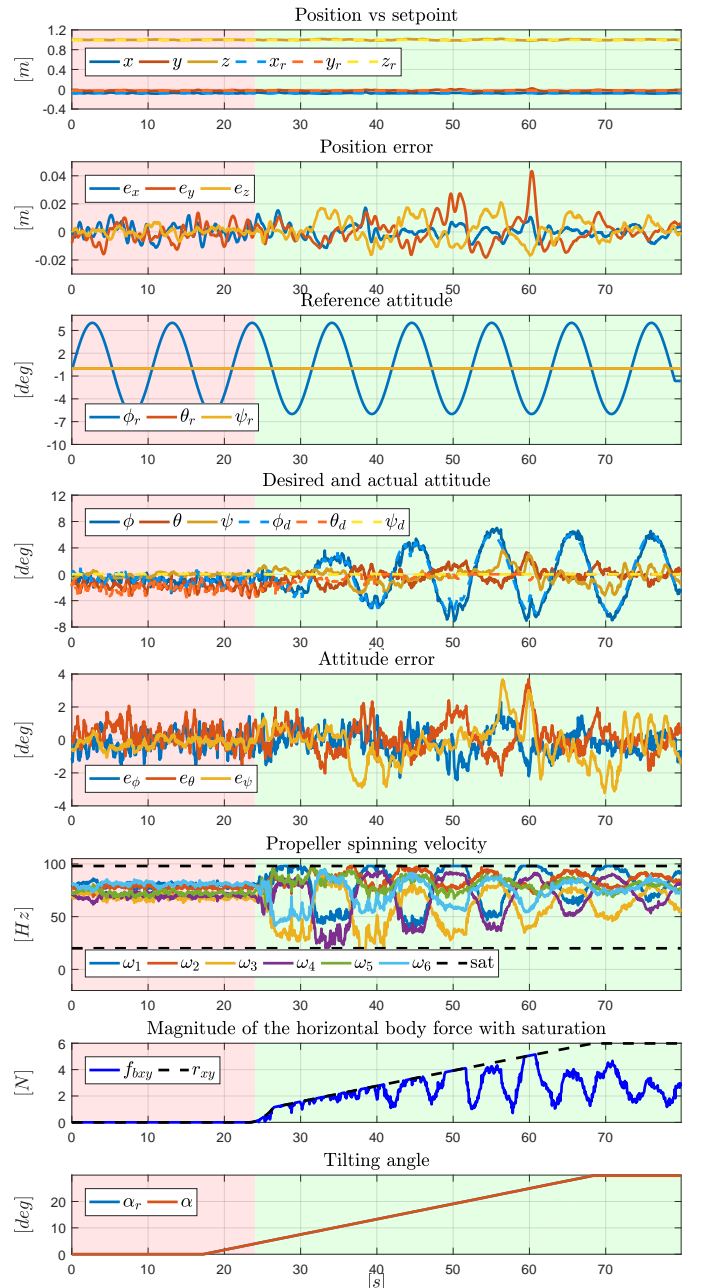 Position vs setpoint
1.2
0.8
0.4
0
-0.4
[m]
x y z x_r y_r z_r
0 10 20 30 40 50 60 70
Position error
0.04
0.02
0
-0.02
[m]
e_x e_y e_z
0 10 20 30 40 50 60 70
Reference attitude
5
2
-1
-4
-7
-10
[deg]
ϕ_r θ_r ψ_r
0 10 20 30 40 50 60 70
Desired and actual attitude
12
8
4
0
-4
-8
[deg]
ϕ θ ψ ϕ_d θ_d ψ_d
0 10 20 30 40 50 60 70
Attitude error
4
2
0
-2
-4
[deg]
e_ϕ e_θ e_ψ
0 10 20 30 40 50 60 70
Propeller spinning velocity
100
50
0
[Hz]
ω_1 ω_2 ω_3 ω_4 ω_5 ω_6 sat
0 10 20 30 40 50 60 70
Magnitude of the horizontal body force with saturation
6
4
2
0
[N]
f_bxy r_xy
0 10 20 30 40 50 60 70
Tilting angle
20
10
0
[deg]
α_r α
0 10 20 30 40 50 60 70
[s]